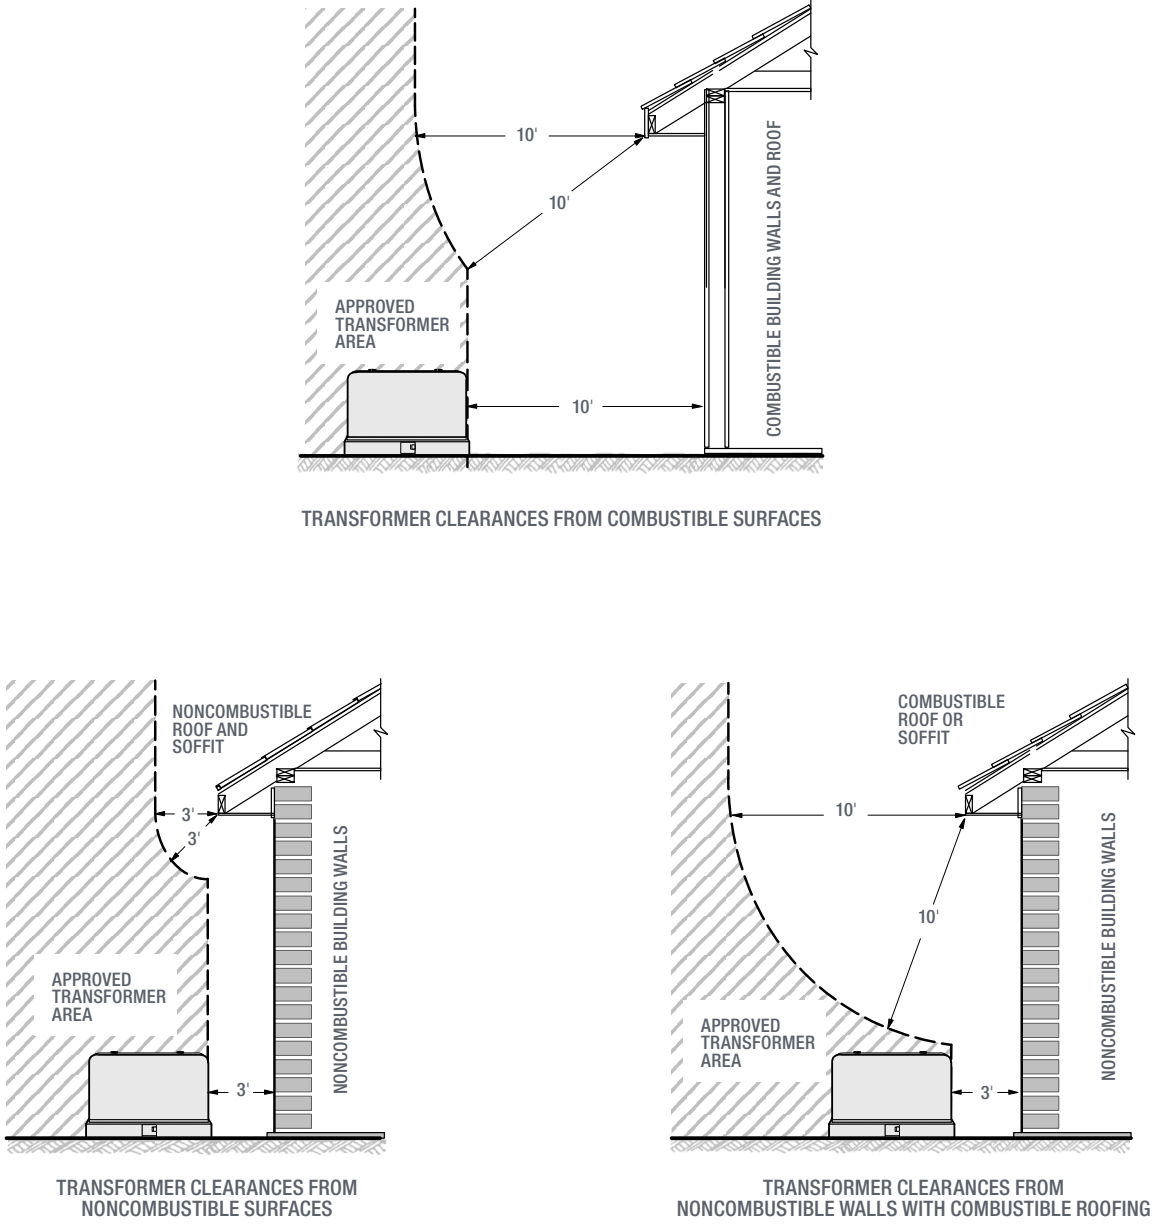 10'
10'
COMBUSTIBLE BUILDING WALLS AND ROOF
APPROVED
TRANSFORMER
AREA
10'
TRANSFORMER CLEARANCES FROM COMBUSTIBLE SURFACES
NONCOMBUSTIBLE
ROOF AND
SOFFIT
3'
3'
NONCOMBUSTIBLE BUILDING WALLS
APPROVED
TRANSFORMER
AREA
3'
TRANSFORMER CLEARANCES FROM
NONCOMBUSTIBLE SURFACES
COMBUSTIBLE
ROOF OR
SOFFIT
10'
10'
NONCOMBUSTIBLE BUILDING WALLS
APPROVED
TRANSFORMER
AREA
3'
TRANSFORMER CLEARANCES FROM
NONCOMBUSTIBLE WALLS WITH COMBUSTIBLE ROOFING